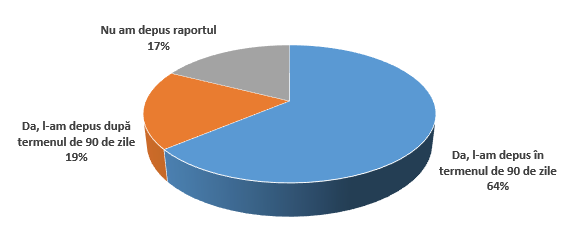 Nu am depus raportul
17%
Da, l-am depus după
termenul de 90 de zile
19%
Da, l-am depus în
termenul de 90 de zile
64%